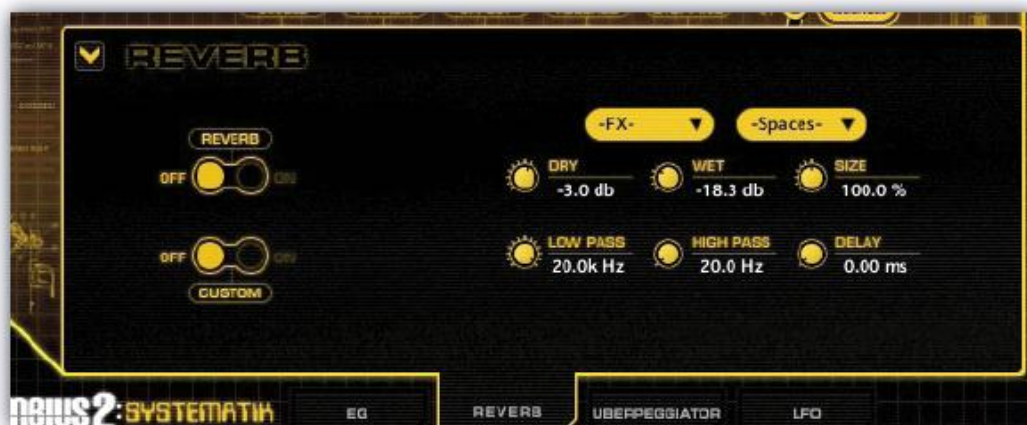 REVERB
-FX-
-Spaces-
REVERB
OFF ON
DRY
-3.0 db
WET
-18.3 db
SIZE
100.0 %
OFF ON
LOW PASS
20.0k Hz
HIGH PASS
20.0 Hz
DELAY
0.00 ms
CUSTOM
2:SYSTEMATIK
EG
REVERB
UBERPEGGIATOR
LFO